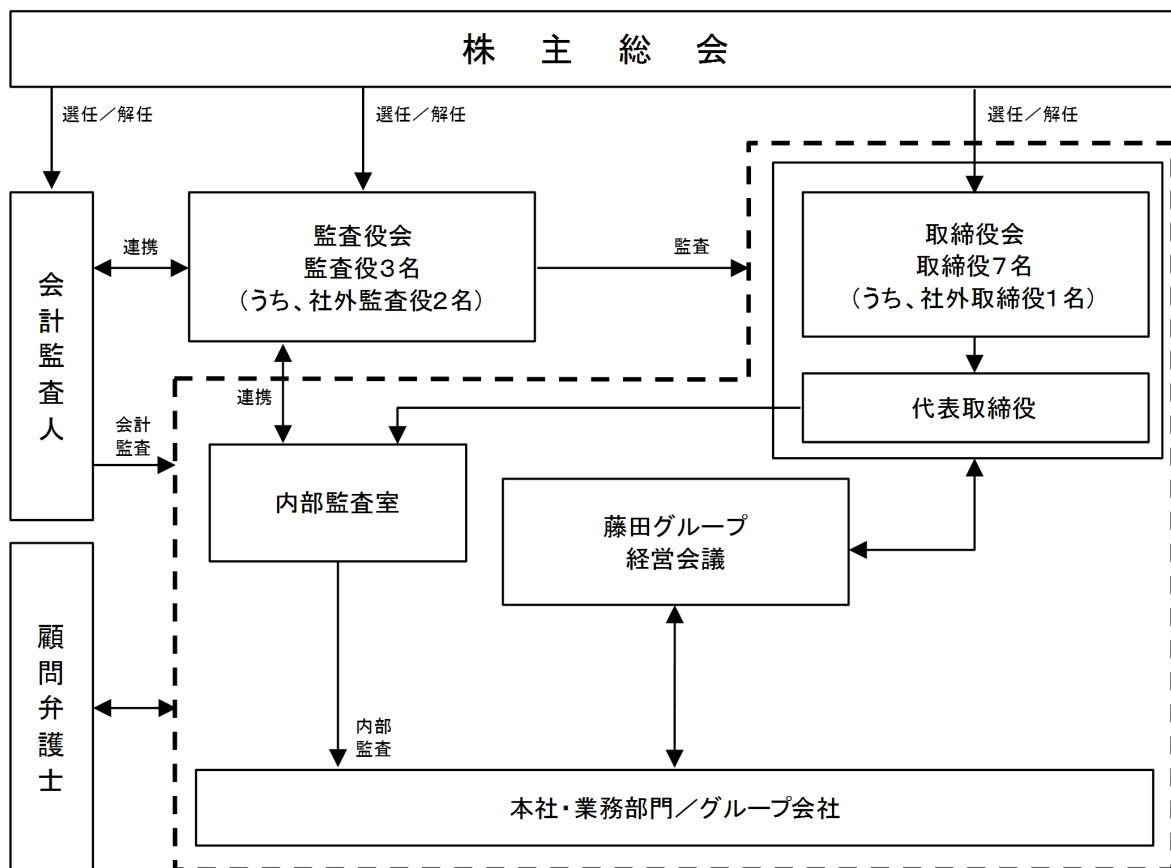 株主総会
選任／解任
選任／解任
選任／解任
会計監査人
連携
監査役会
監査役3名
（うち、社外監査役2名）
監査
取締役会
取締役7名
（うち、社外取締役1名）
代表取締役
連携
会計
監査
内部監査室
藤田グループ
経営会議
顧問弁護士
内部
監査
本社・業務部門／グループ会社